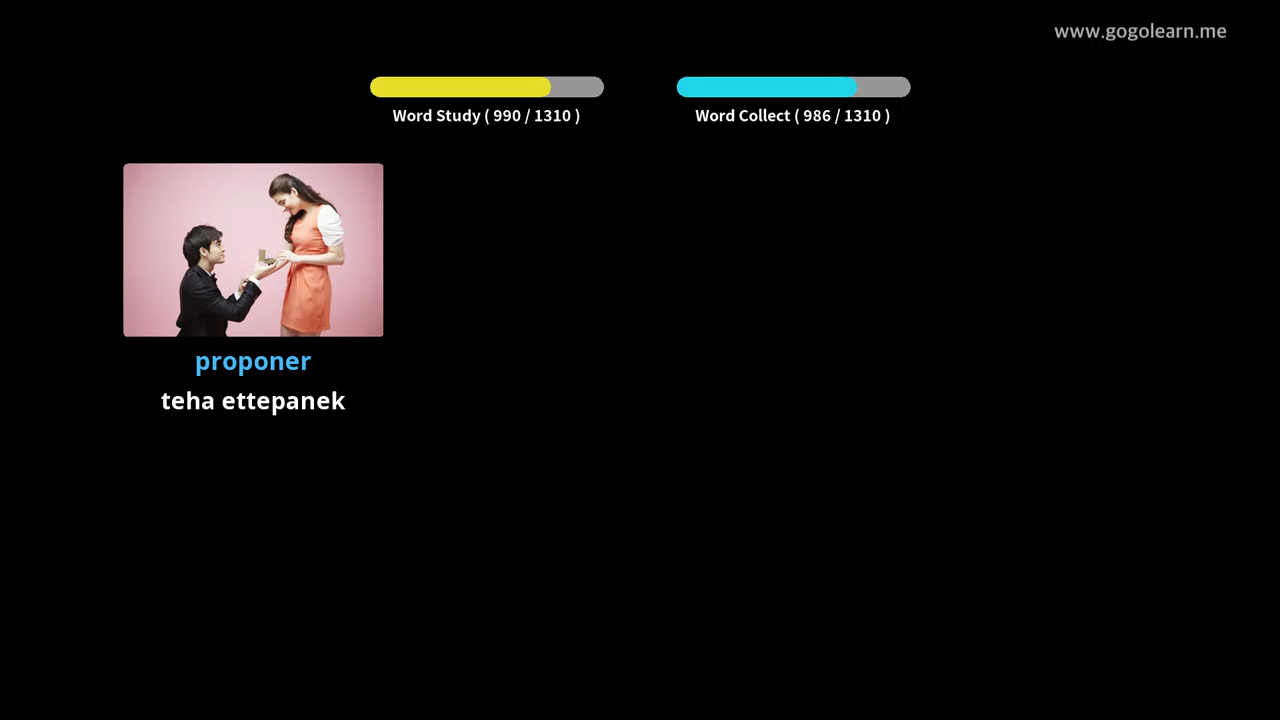 www.gogolearn.me
Word Study ( 990 / 1310 )
Word Collect ( 986 / 1310 )
proponer
teha ettepanek